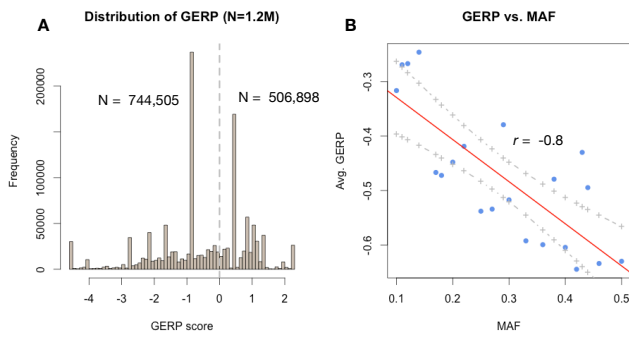 A
Distribution of GERP (N=1.2M)
N = 744,505
N = 506,898
Frequency
0
50000
100000
200000
-4
-3
-2
-1
0
1
2
GERP score
B
GERP vs. MAF
r = -0.8
Avg. GERP
-0.3
-0.4
-0.5
-0.6
0.1
0.2
0.3
0.4
0.5
MAF